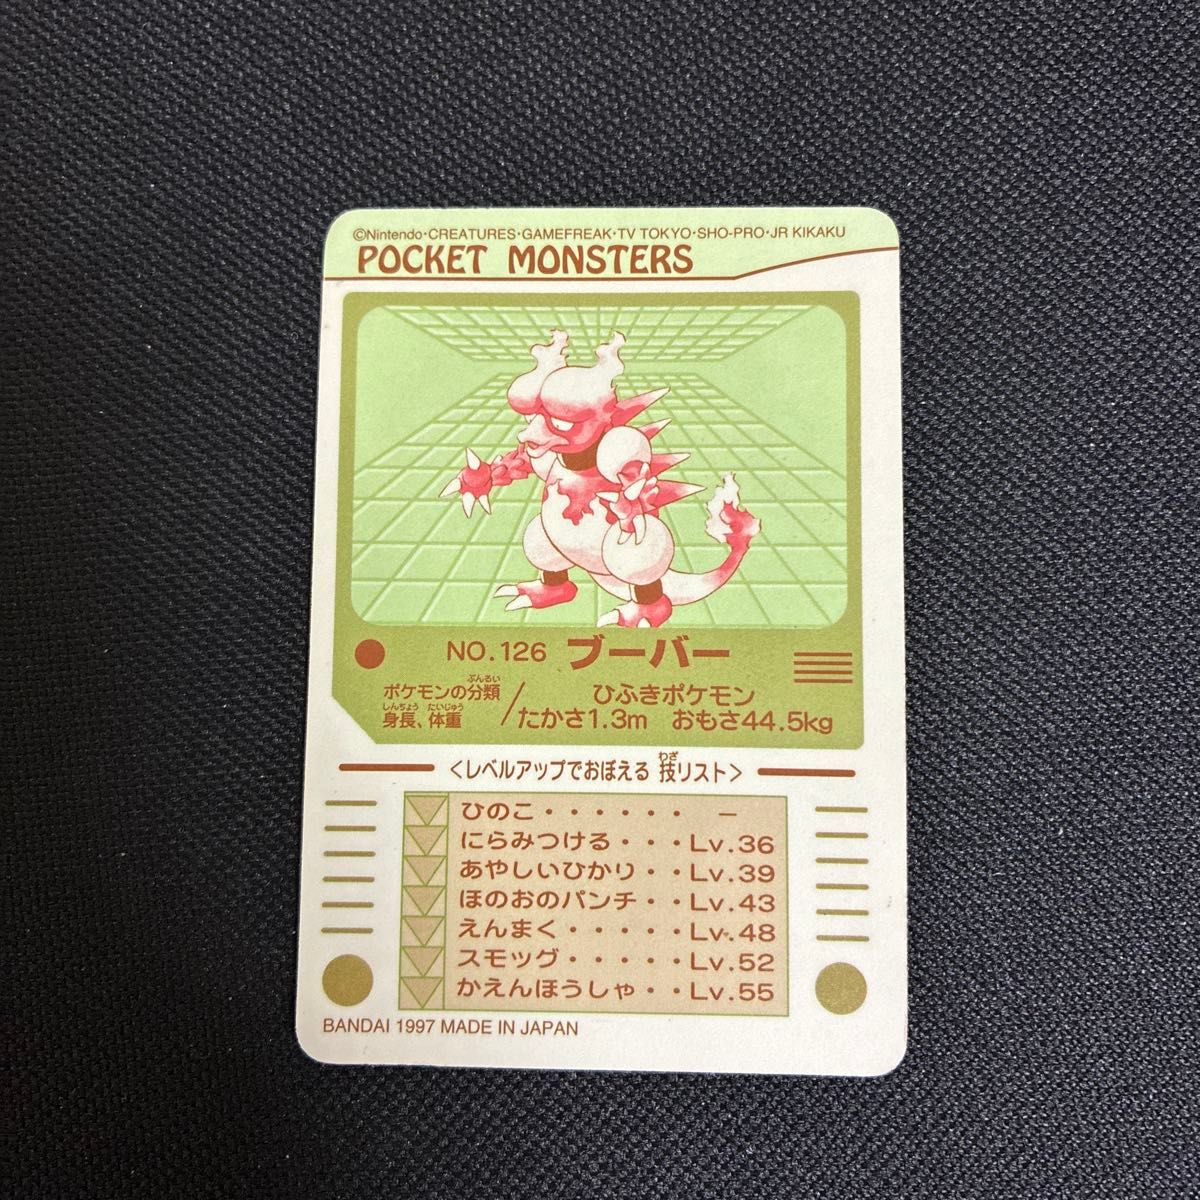 ©Nintendo・CREATURES・GAMEFREAK・TV TOKYO・SHO-PRO・JR KIKAKU
POCKET MONSTERS
NO.126 ブーバー
ポケモンの分類 ひふきポケモン
ぶんるい
身長、体重 / たかさ1.3m おもさ44.5kg
しんちょう たいじゅう
<レベルアップでおぼえる 技リスト>
わざ
ひのこ・・・・・・ −
にらみつける・・・Lv.36
あやしいひかり・・Lv.39
ほのおのパンチ・・Lv.43
えんまく・・・・・Lv.48
スモッグ・・・・・Lv.52
かえんほうしゃ・・Lv.55
BANDAI 1997 MADE IN JAPAN